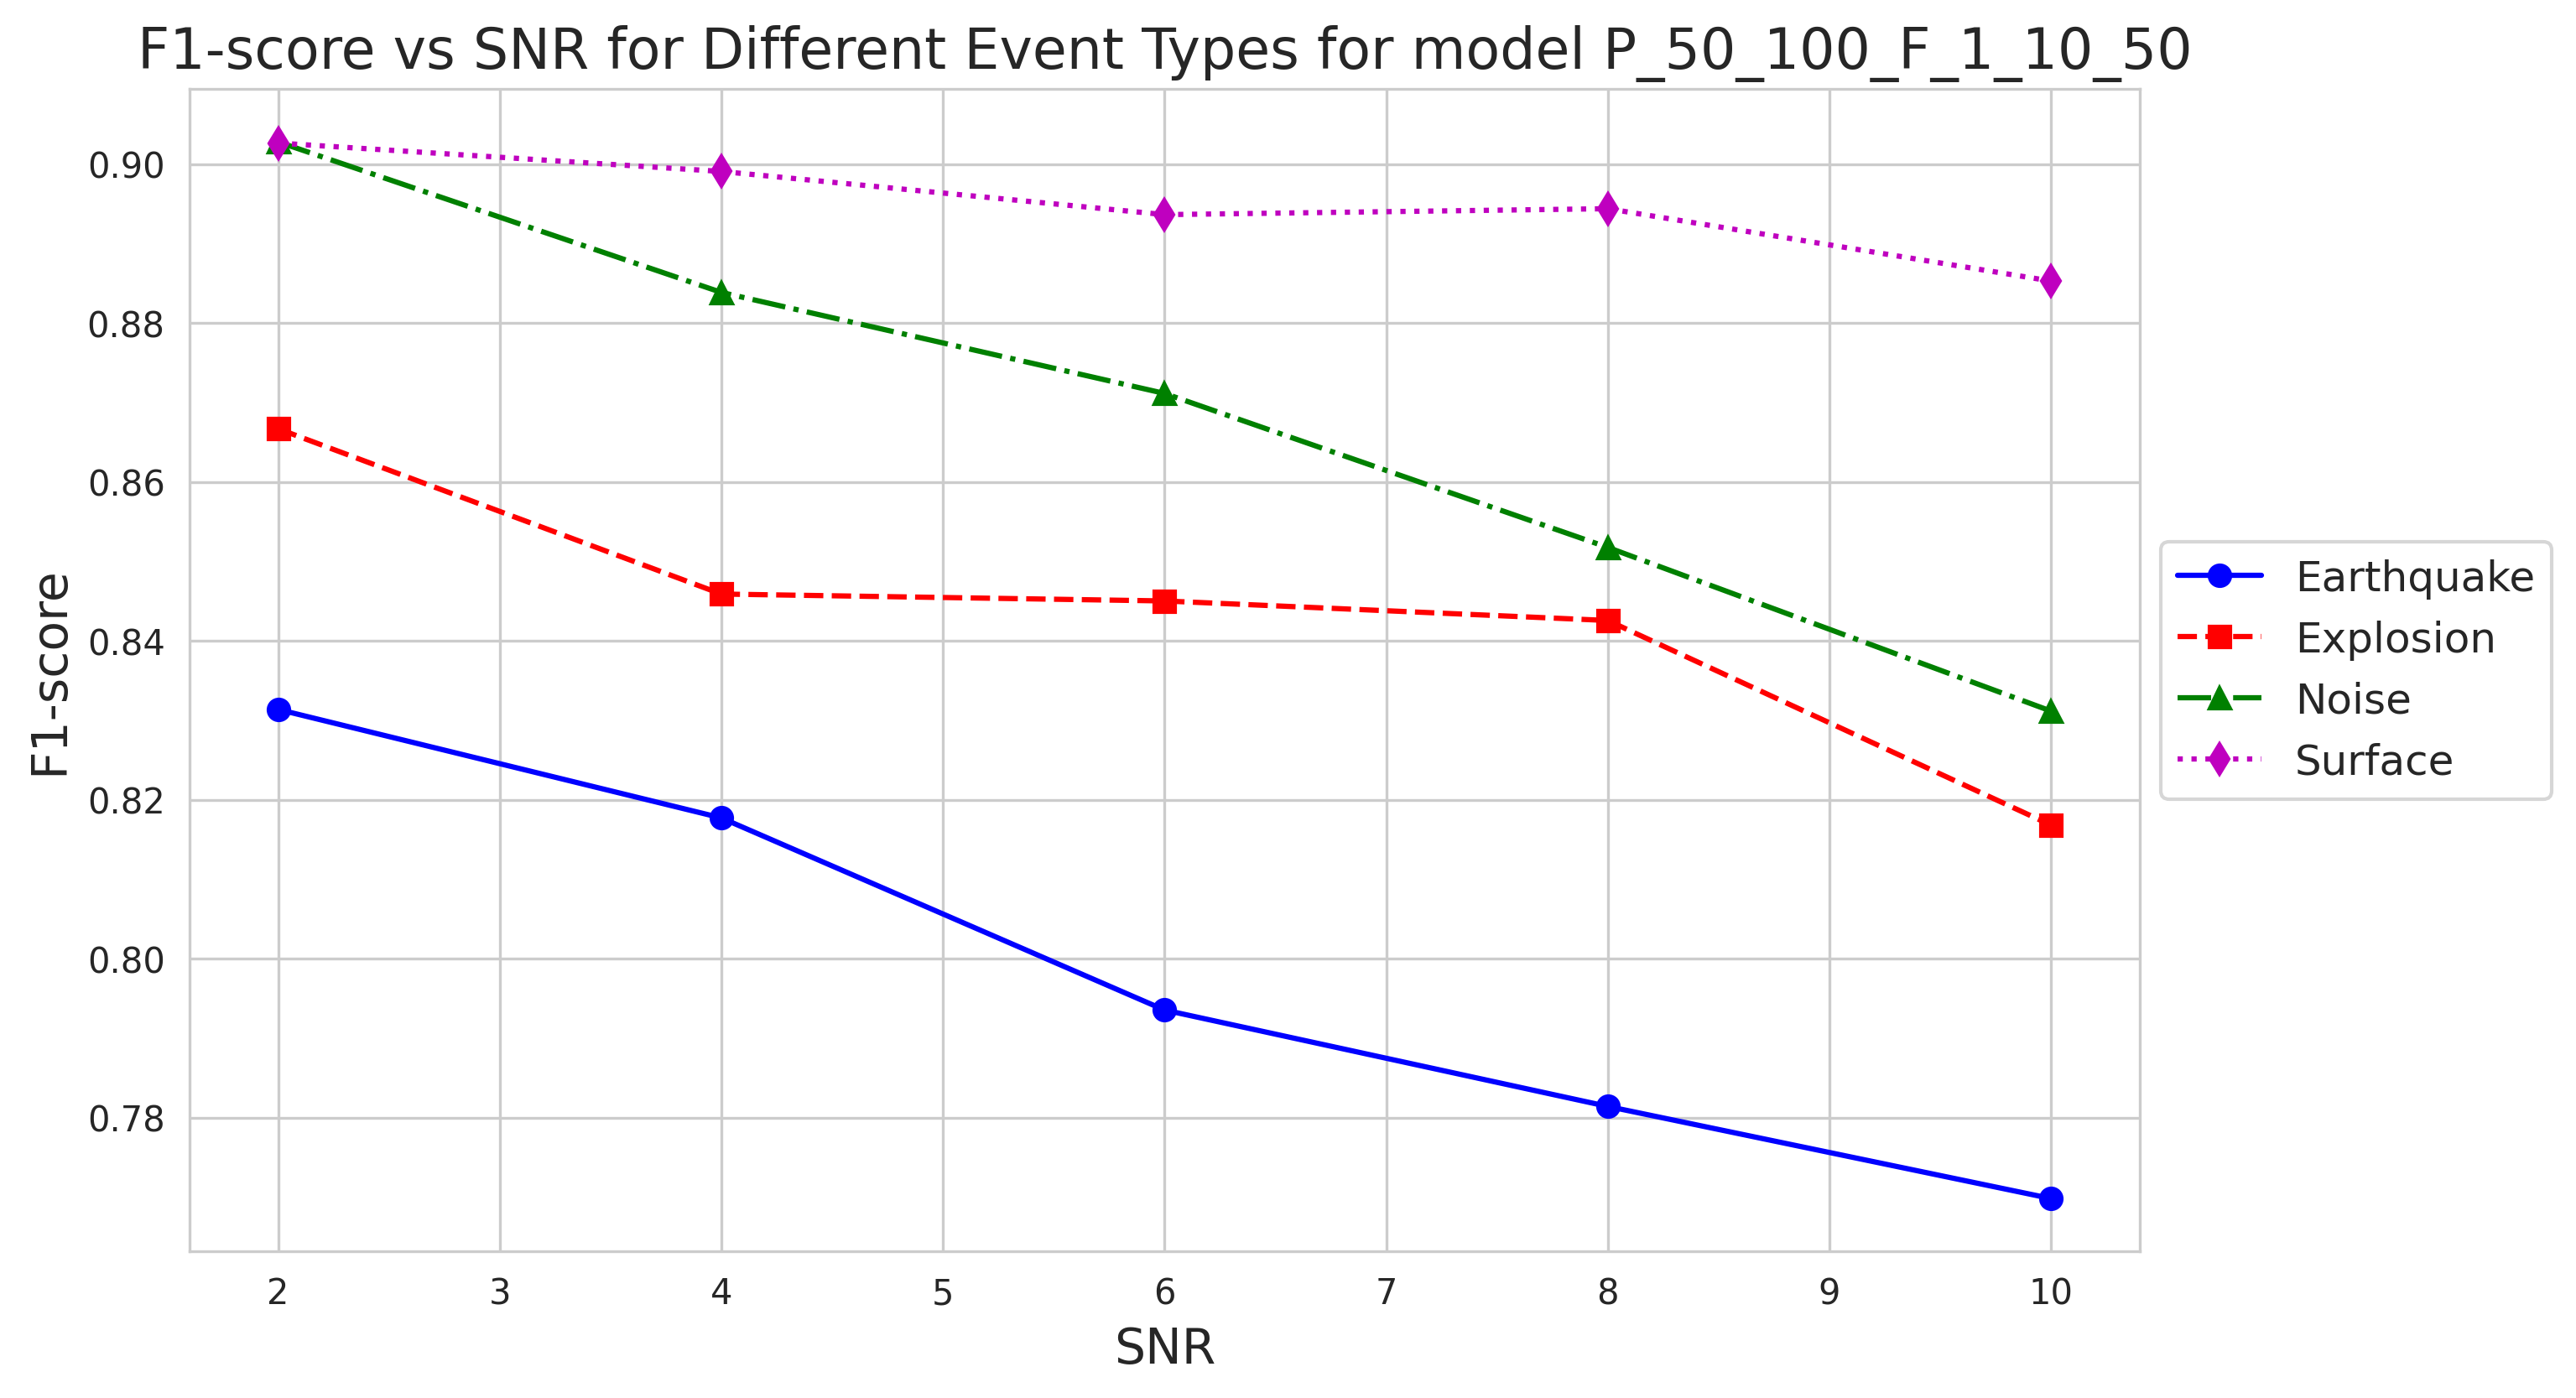 F1-score vs SNR for Different Event Types for model P_50_100_F_1_10_50
F1-score
0.90
0.88
0.86
0.84
0.82
0.80
0.78
2 3 4 5 6 7 8 9 10
SNR
Earthquake
Explosion
Noise
Surface